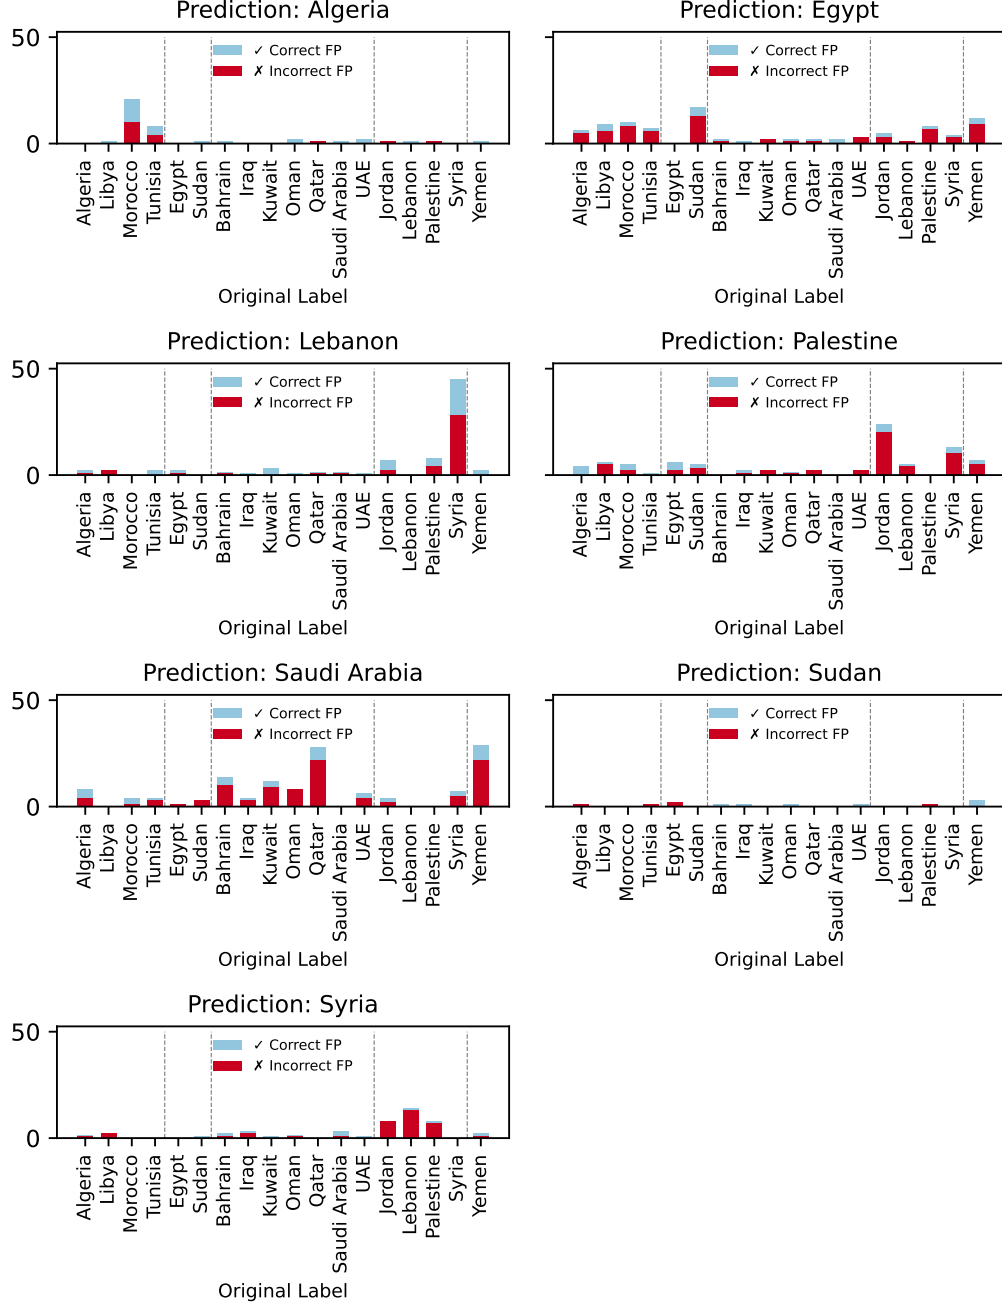 Prediction: Algeria
50
✓ Correct FP
✗ Incorrect FP
0
Algeria
Libya
Morocco
Tunisia
Egypt
Sudan
Bahrain
Iraq
Kuwait
Oman
Qatar
Saudi Arabia
UAE
Jordan
Lebanon
Palestine
Syria
Yemen
Original Label
Prediction: Egypt
✓ Correct FP
✗ Incorrect FP
Algeria
Libya
Morocco
Tunisia
Egypt
Sudan
Bahrain
Iraq
Kuwait
Oman
Qatar
Saudi Arabia
UAE
Jordan
Lebanon
Palestine
Syria
Yemen
Original Label
Prediction: Lebanon
50
✓ Correct FP
✗ Incorrect FP
0
Algeria
Libya
Morocco
Tunisia
Egypt
Sudan
Bahrain
Iraq
Kuwait
Oman
Qatar
Saudi Arabia
UAE
Jordan
Lebanon
Palestine
Syria
Yemen
Original Label
Prediction: Palestine
✓ Correct FP
✗ Incorrect FP
Algeria
Libya
Morocco
Tunisia
Egypt
Sudan
Bahrain
Iraq
Kuwait
Oman
Qatar
Saudi Arabia
UAE
Jordan
Lebanon
Palestine
Syria
Yemen
Original Label
Prediction: Saudi Arabia
50
✓ Correct FP
✗ Incorrect FP
0
Algeria
Libya
Morocco
Tunisia
Egypt
Sudan
Bahrain
Iraq
Kuwait
Oman
Qatar
Saudi Arabia
UAE
Jordan
Lebanon
Palestine
Syria
Yemen
Original Label
Prediction: Sudan
✓ Correct FP
✗ Incorrect FP
Algeria
Libya
Morocco
Tunisia
Egypt
Sudan
Bahrain
Iraq
Kuwait
Oman
Qatar
Saudi Arabia
UAE
Jordan
Lebanon
Palestine
Syria
Yemen
Original Label
Prediction: Syria
50
✓ Correct FP
✗ Incorrect FP
0
Algeria
Libya
Morocco
Tunisia
Egypt
Sudan
Bahrain
Iraq
Kuwait
Oman
Qatar
Saudi Arabia
UAE
Jordan
Lebanon
Palestine
Syria
Yemen
Original Label